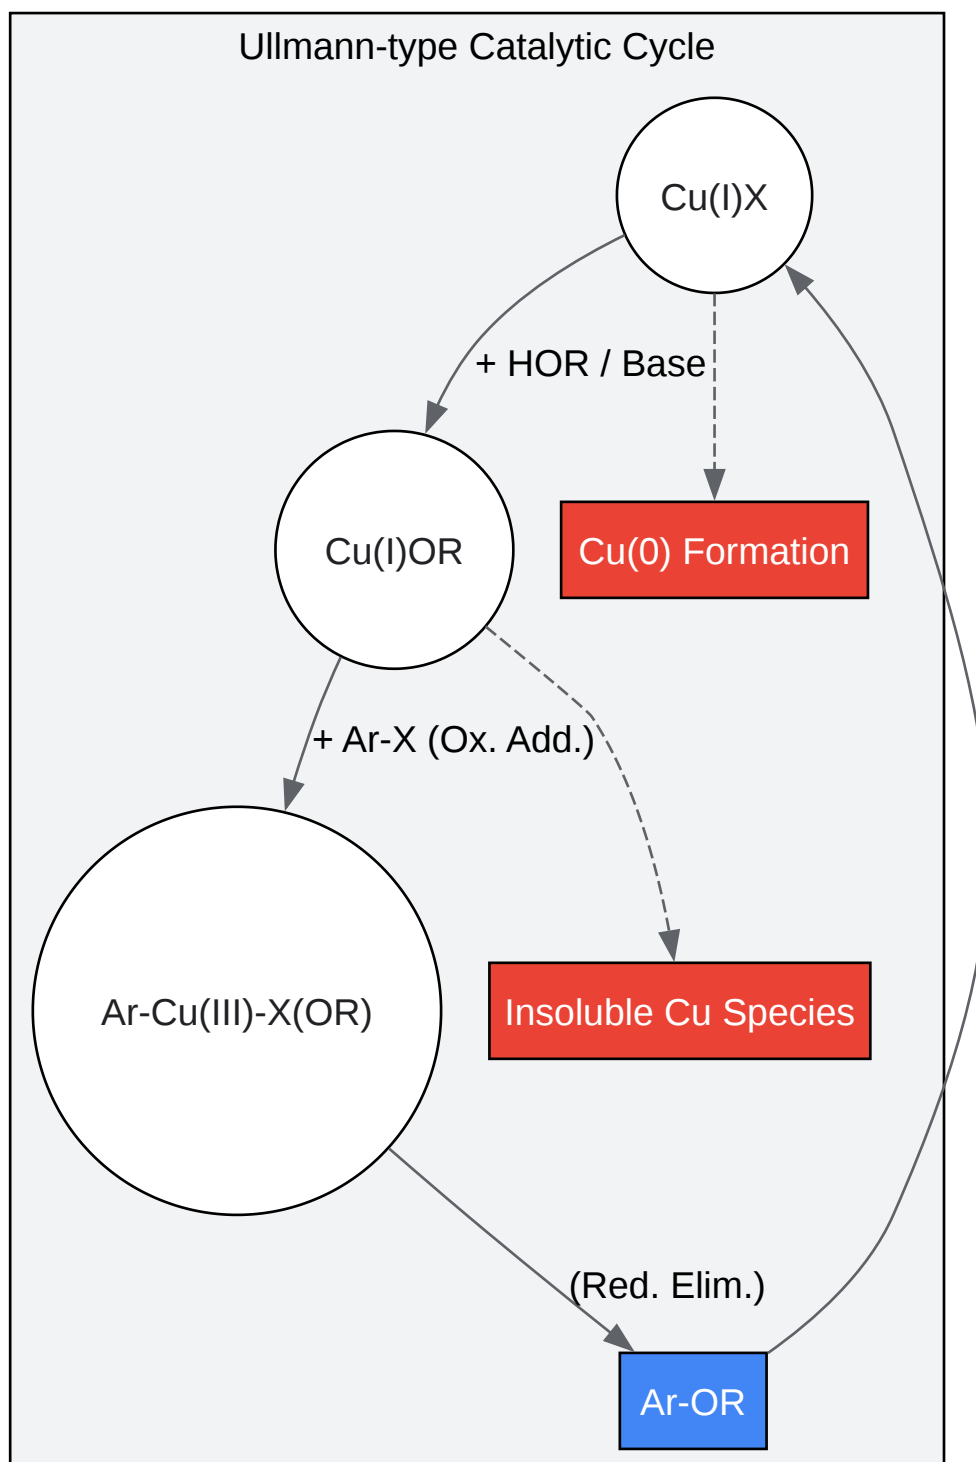 Ullmann-type Catalytic Cycle
Cu(I)X
+ HOR / Base
Cu(I)OR
Cu(0) Formation
+ Ar-X (Ox. Add.)
Ar-Cu(III)-X(OR)
Insoluble Cu Species
(Red. Elim.)
Ar-OR